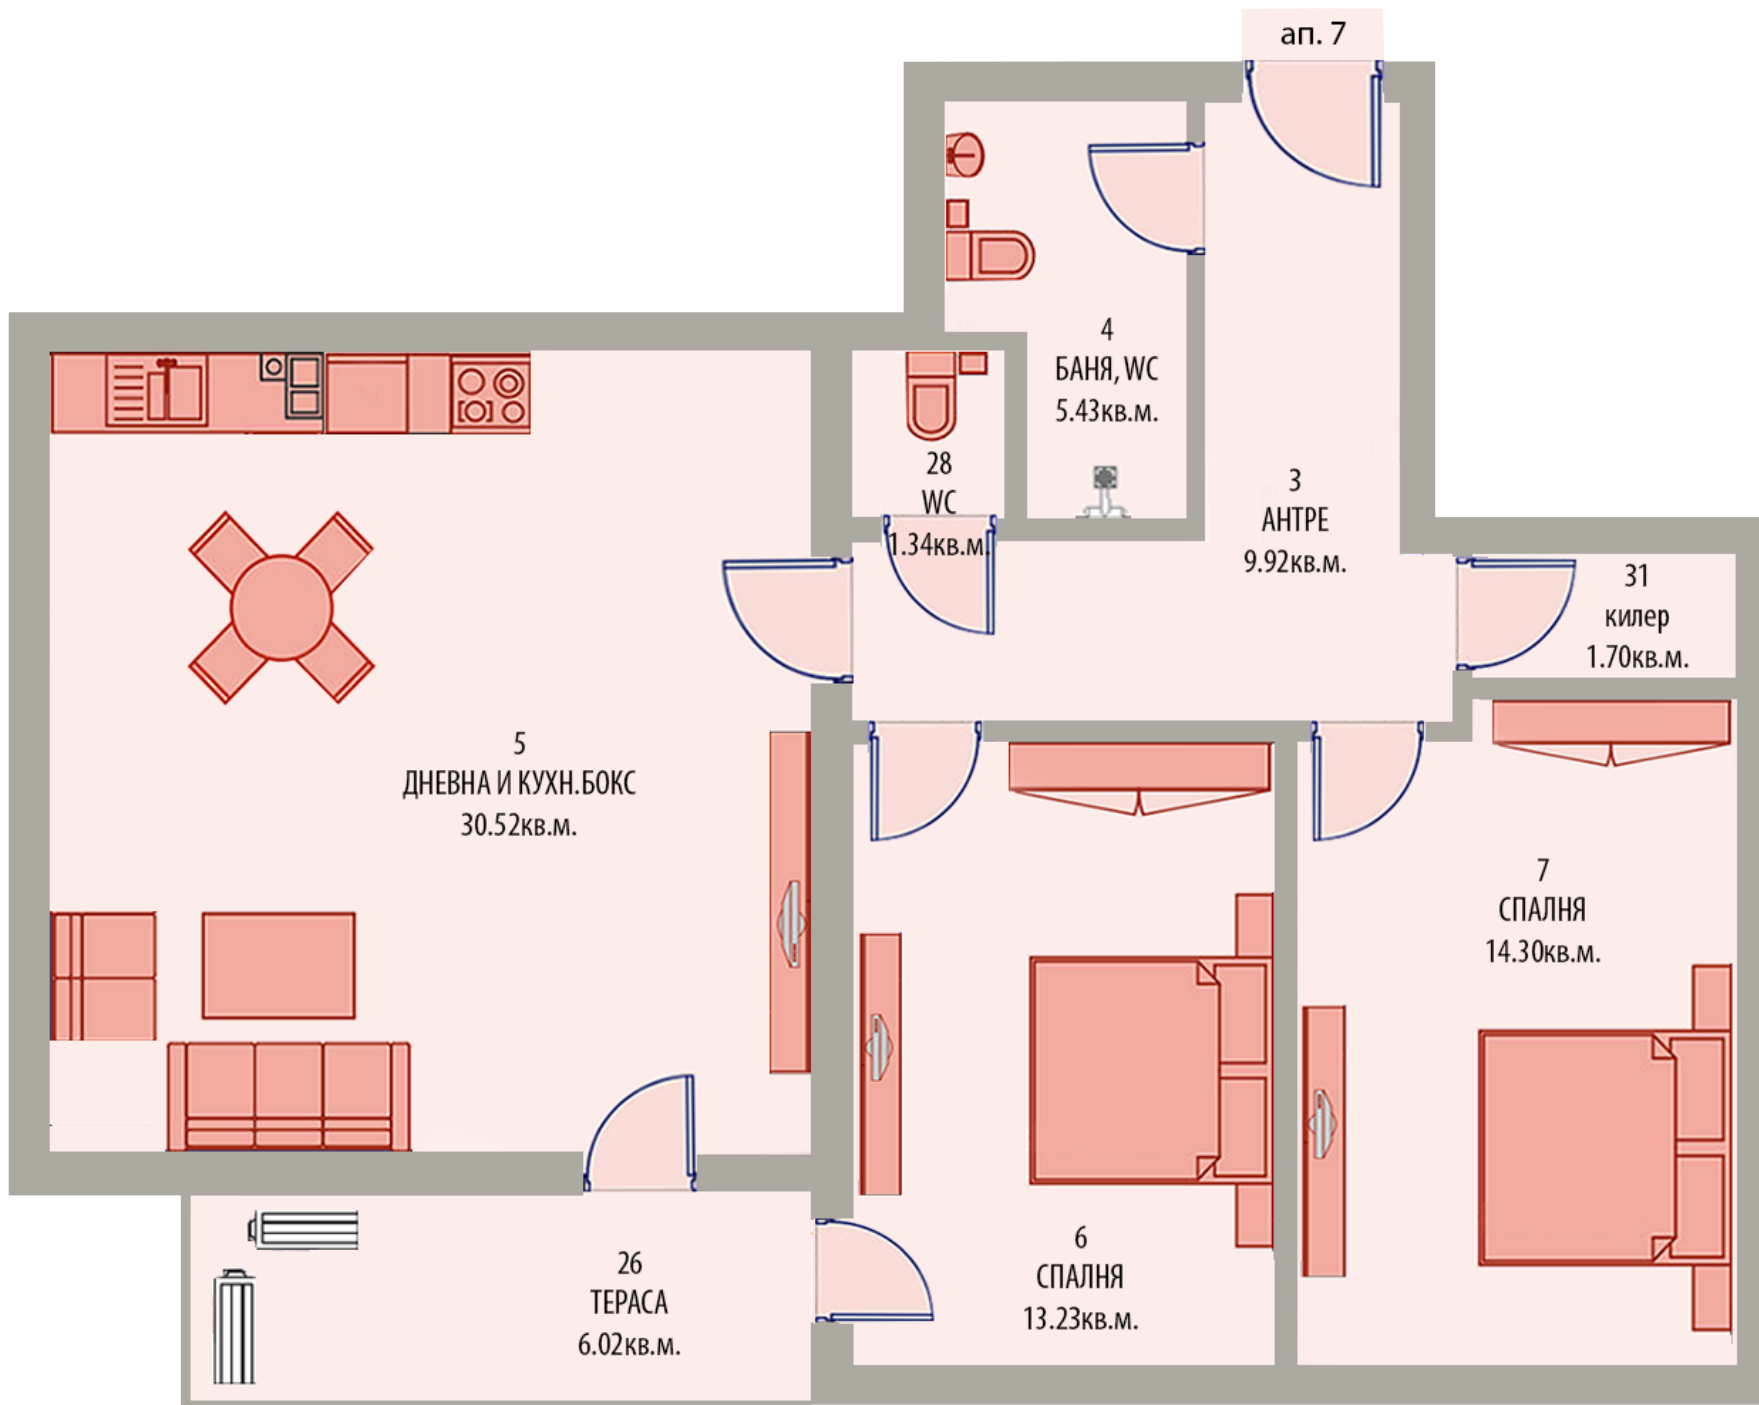 ап. 7
4
БАНЯ, WC
5.43кв.м.
28
WC
1.34кв.м.
3
АНТРЕ
9.92кв.м.
31
килер
1.70кв.м.
5
ДНЕВНА И КУХН.БОКС
30.52кв.м.
7
СПАЛНЯ
14.30кв.м.
6
СПАЛНЯ
13.23кв.м.
26
ТЕРАСА
6.02кв.м.